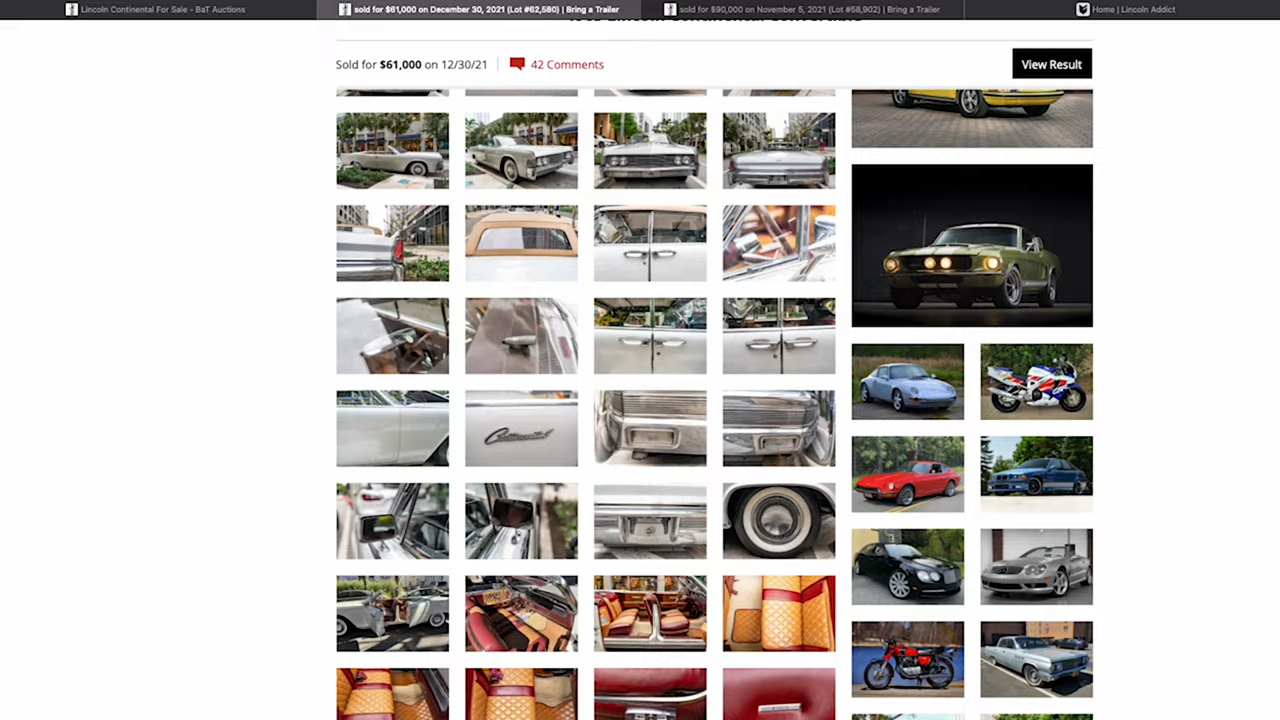 Lincoln Continental For Sale - BaT Auctions
sold for $61,000 on December 30, 2021 (Lot #62,580) | Bring a Trailer
sold for $90,000 on November 5, 2021 (Lot #58,902) | Bring a Trailer
Home | Lincoln Addict
Sold for $61,000 on 12/30/21
42 Comments
View Result
Continental